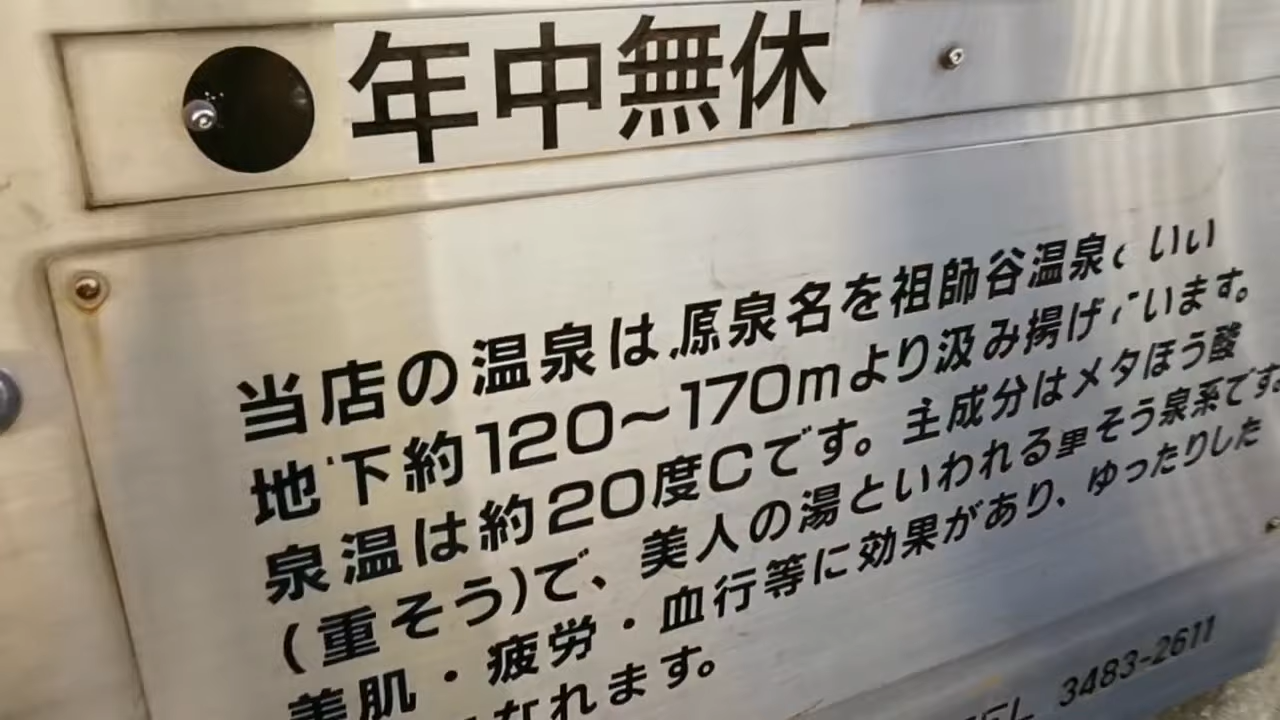 ●年中無休
当店の温泉は、原泉名を祖師谷温泉といい
地下約120〜170mより汲み揚げています。
泉温は約20度Cです。主成分はメタほう酸
(重そう)で、美人の湯といわれる重そう泉系です
美肌・疲労・血行等に効果があり、ゆったりした
なれます。
TEL 3483-2611